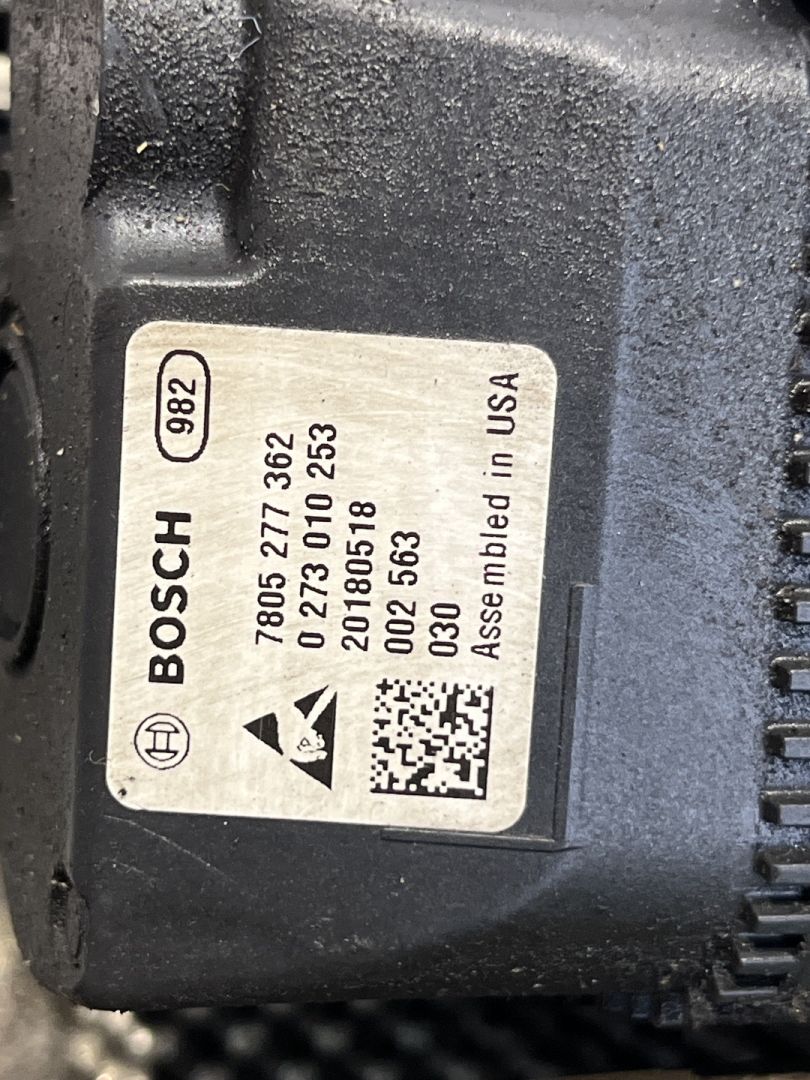 BOSCH 982
7805 277 362
0 273 010 253
20180518
002 563
030
Assembled in USA